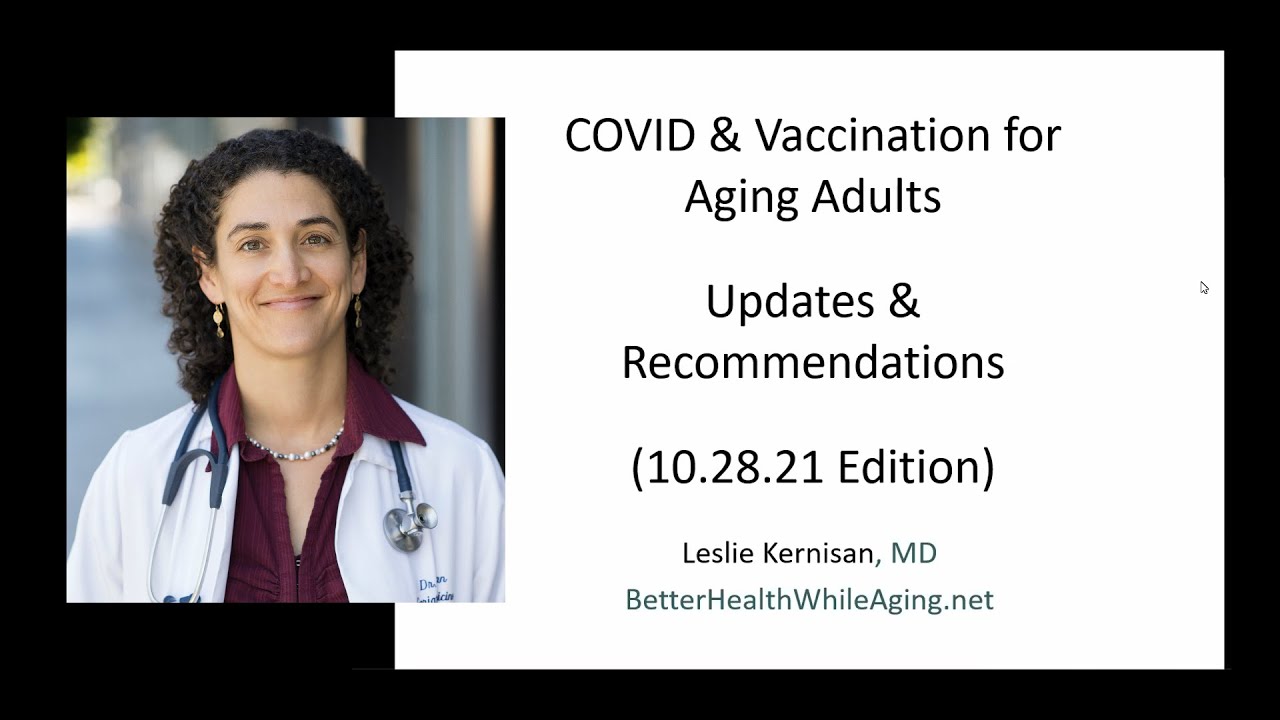 COVID & Vaccination for
Aging Adults
Updates &
Recommendations
(10.28.21 Edition)
Leslie Kernisan, MD
BetterHealthWhileAging.net